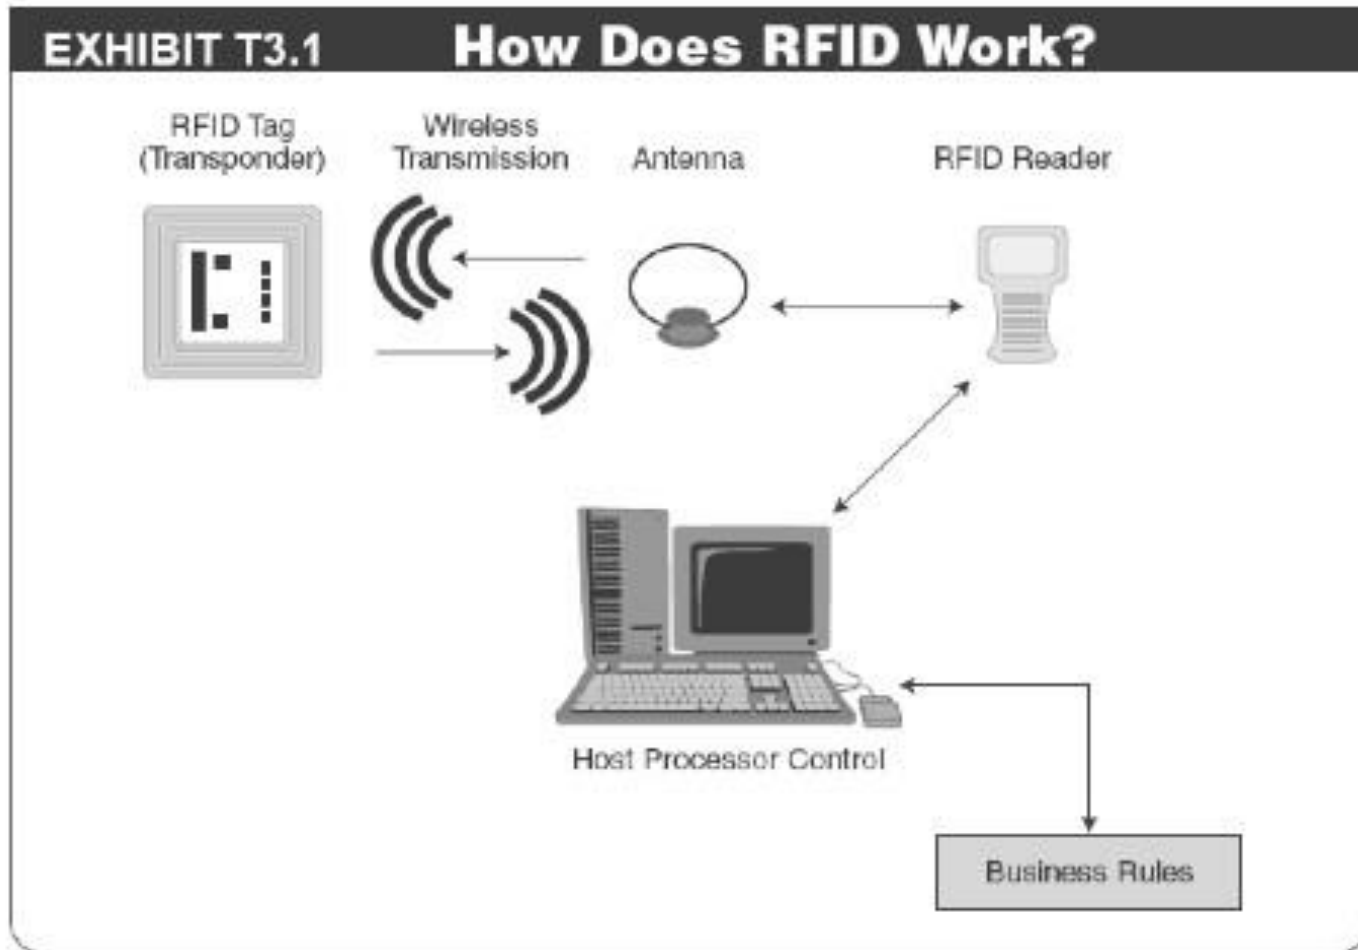 EXHIBIT T3.1 How Does RFID Work?
RFID Tag
(Transponder)
Wireless
Transmission
Antenna
RFID Reader
Host Processor Control
Business Rules